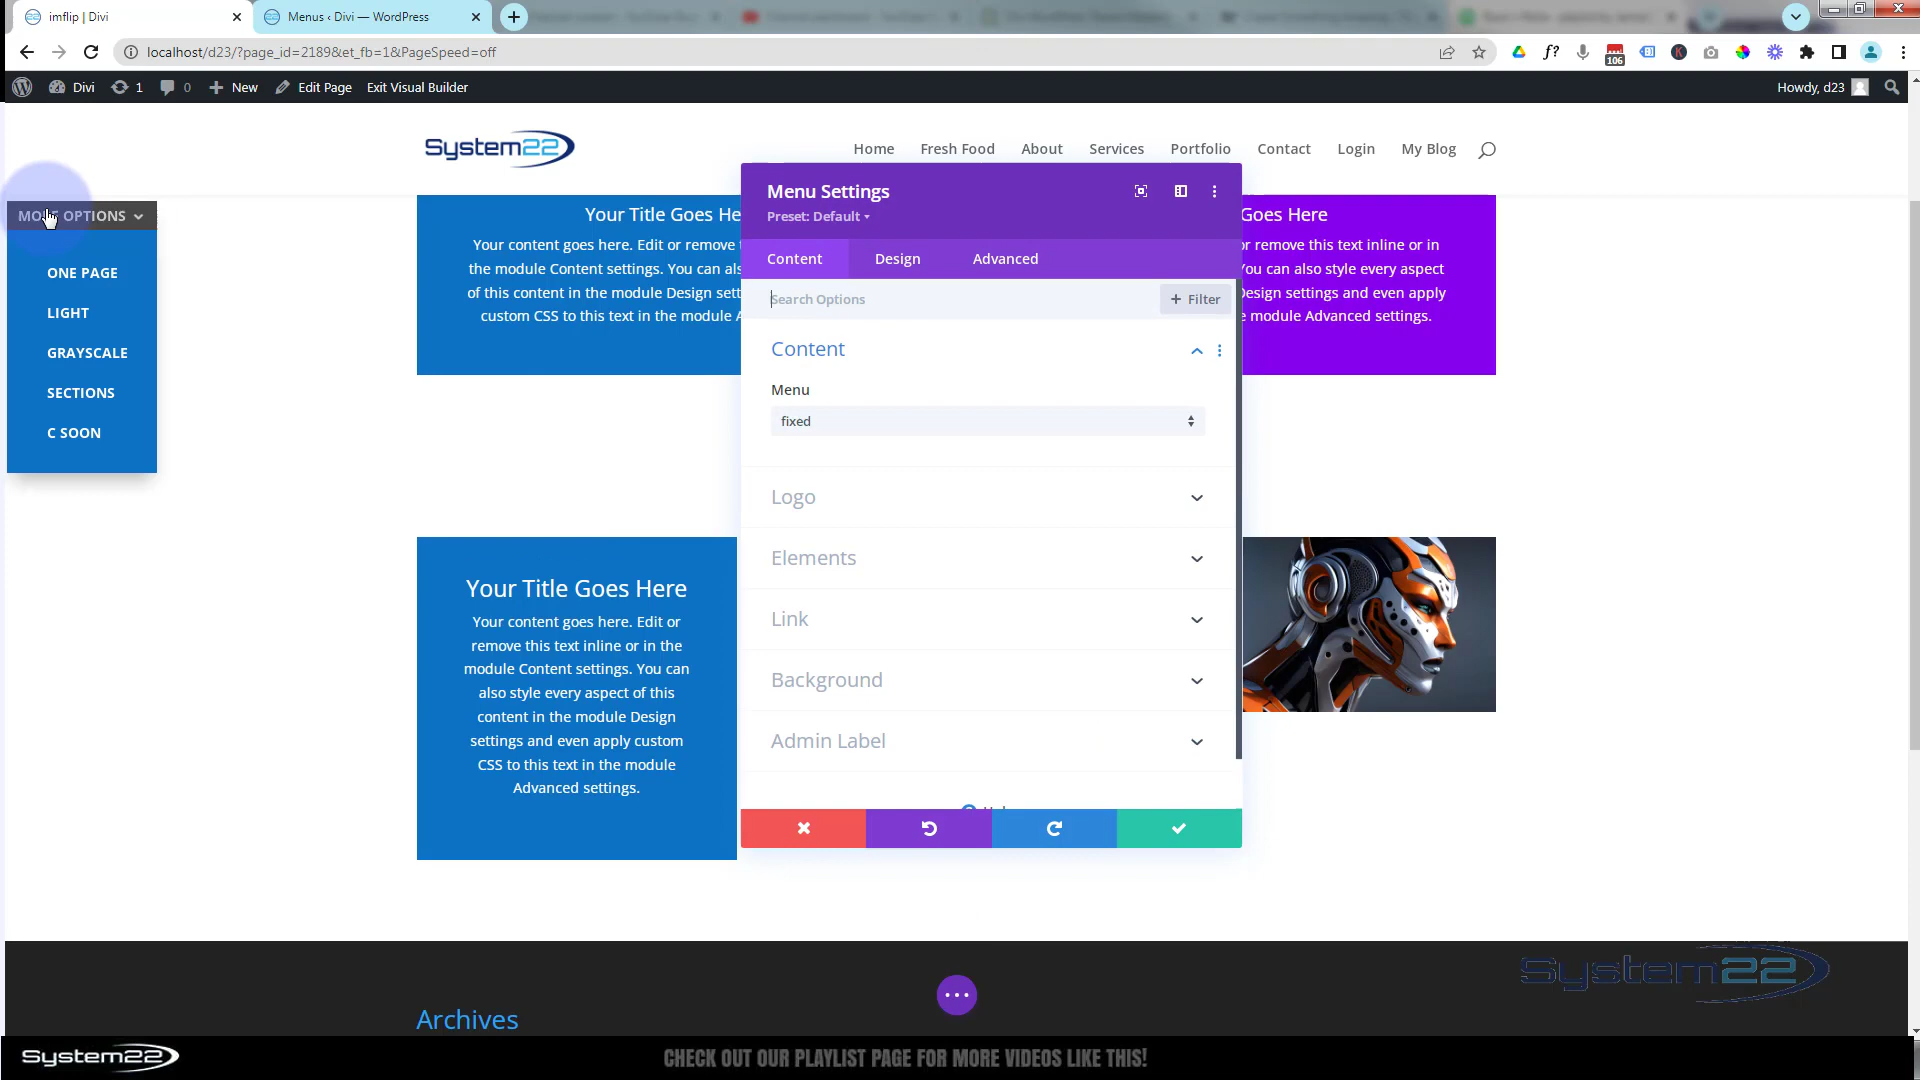 imflip | Divi
Menus ‹ Divi — WordPress
localhost/d23/?page_id=2189&et_fb=1&PageSpeed=off
106
Divi
1
0
New
Edit Page
Exit Visual Builder
Howdy, d23
System22
Home
Fresh Food
About
Services
Portfolio
Contact
Login
My Blog
MORE OPTIONS
ONE PAGE
LIGHT
GRAYSCALE
SECTIONS
C SOON
Your Title Goes He
Your content goes here. Edit or remove t
the module Content settings. You can als
of this content in the module Design sett
custom CSS to this text in the module A
Menu Settings
Preset: Default
Content
Design
Advanced
Search Options
+ Filter
Content
Menu
fixed
Logo
Elements
Link
Background
Admin Label
Goes Here
or remove this text inline or in
You can also style every aspect
Design settings and even apply
e module Advanced settings.
Your Title Goes Here
Your content goes here. Edit or
remove this text inline or in the
module Content settings. You can
also style every aspect of this
content in the module Design
settings and even apply custom
CSS to this text in the module
Advanced settings.
System22
Archives
System22
CHECK OUT OUR PLAYLIST PAGE FOR MORE VIDEOS LIKE THIS!